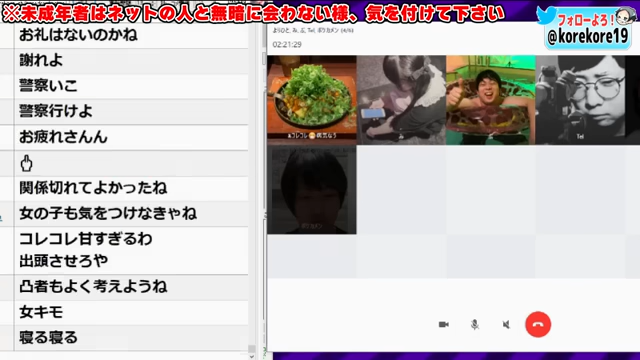 ※未成年者はネットの人と無暗に会わない様、気を付けて下さい
フォローよろ！
@korekore19
お礼はないのかね
謝れよ
警察いこ
警察行けよ
お疲れさんん
🖕
関係切れてよかったね
女の子も気をつけなきゃね
コレコレ甘すぎるわ
出頭させろや
凸者もよく考えようね
女キモ
寝る寝る
02:21:29
Tel